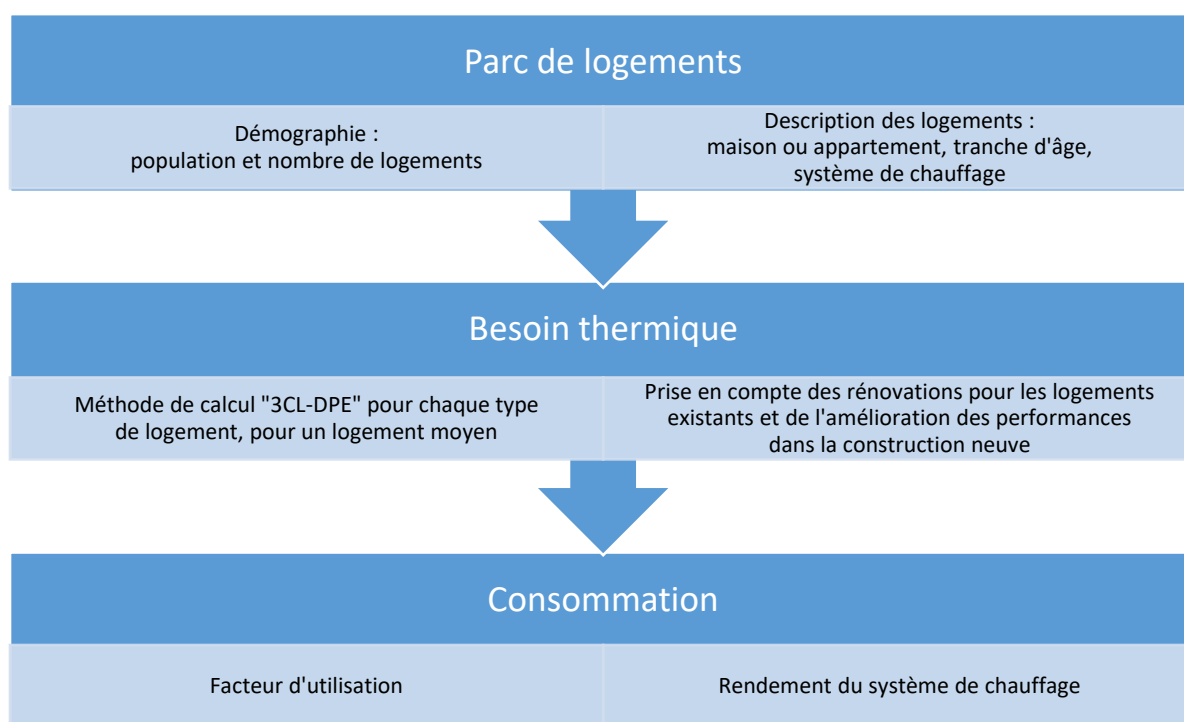 Parc de logements
Démographie :
population et nombre de logements
Description des logements :
maison ou appartement, tranche d'âge,
système de chauffage
Besoin thermique
Méthode de calcul "3CL-DPE" pour chaque type
de logement, pour un logement moyen
Prise en compte des rénovations pour les logements
existants et de l'amélioration des performances
dans la construction neuve
Consommation
Facteur d'utilisation
Rendement du système de chauffage